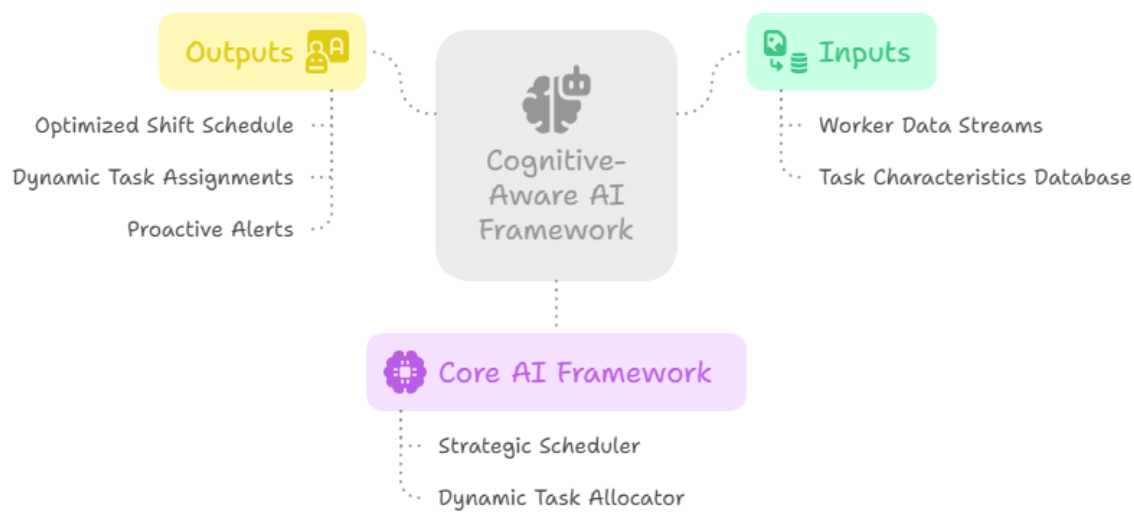 Outputs
Optimized Shift Schedule
Dynamic Task Assignments
Proactive Alerts
Cognitive-
Aware AI
Framework
Inputs
Worker Data Streams
Task Characteristics Database
Core AI Framework
Strategic Scheduler
Dynamic Task Allocator